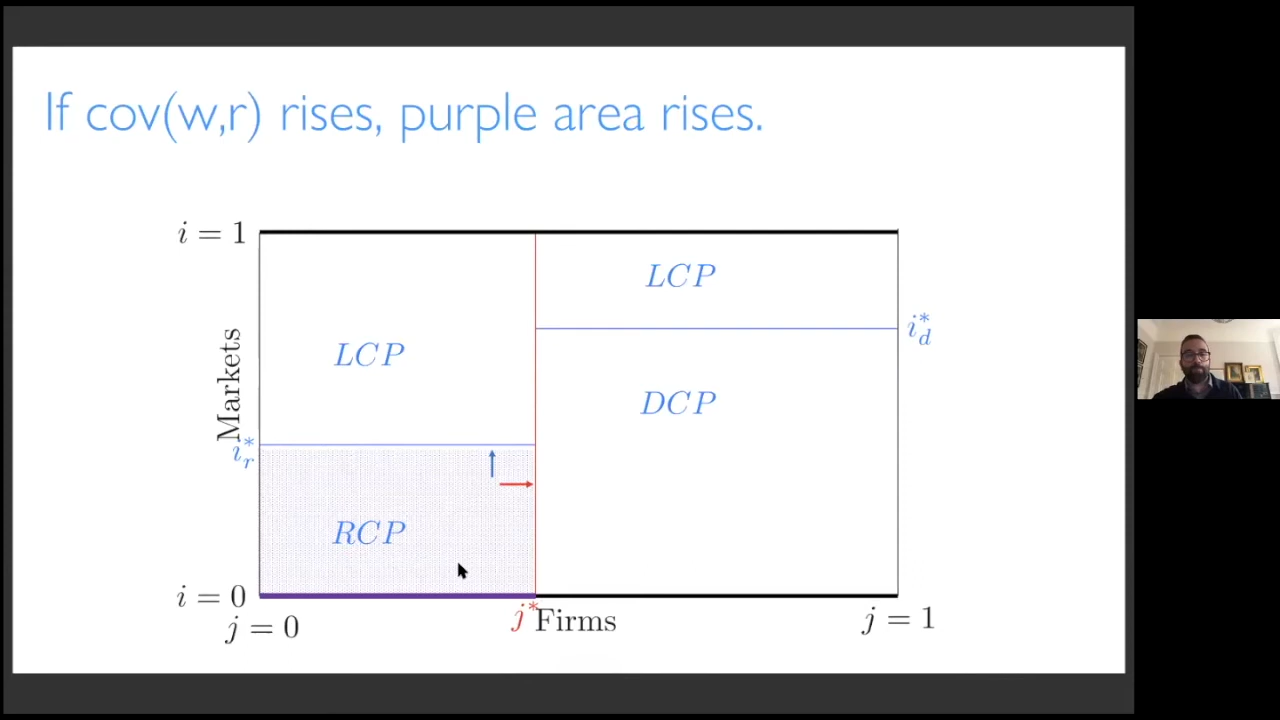 If cov(w,r) rises, purple area rises.
i = 1
LCP
i*d
LCP
DCP
Markets
i*r
RCP
i = 0
j = 0
j*
Firms
j = 1